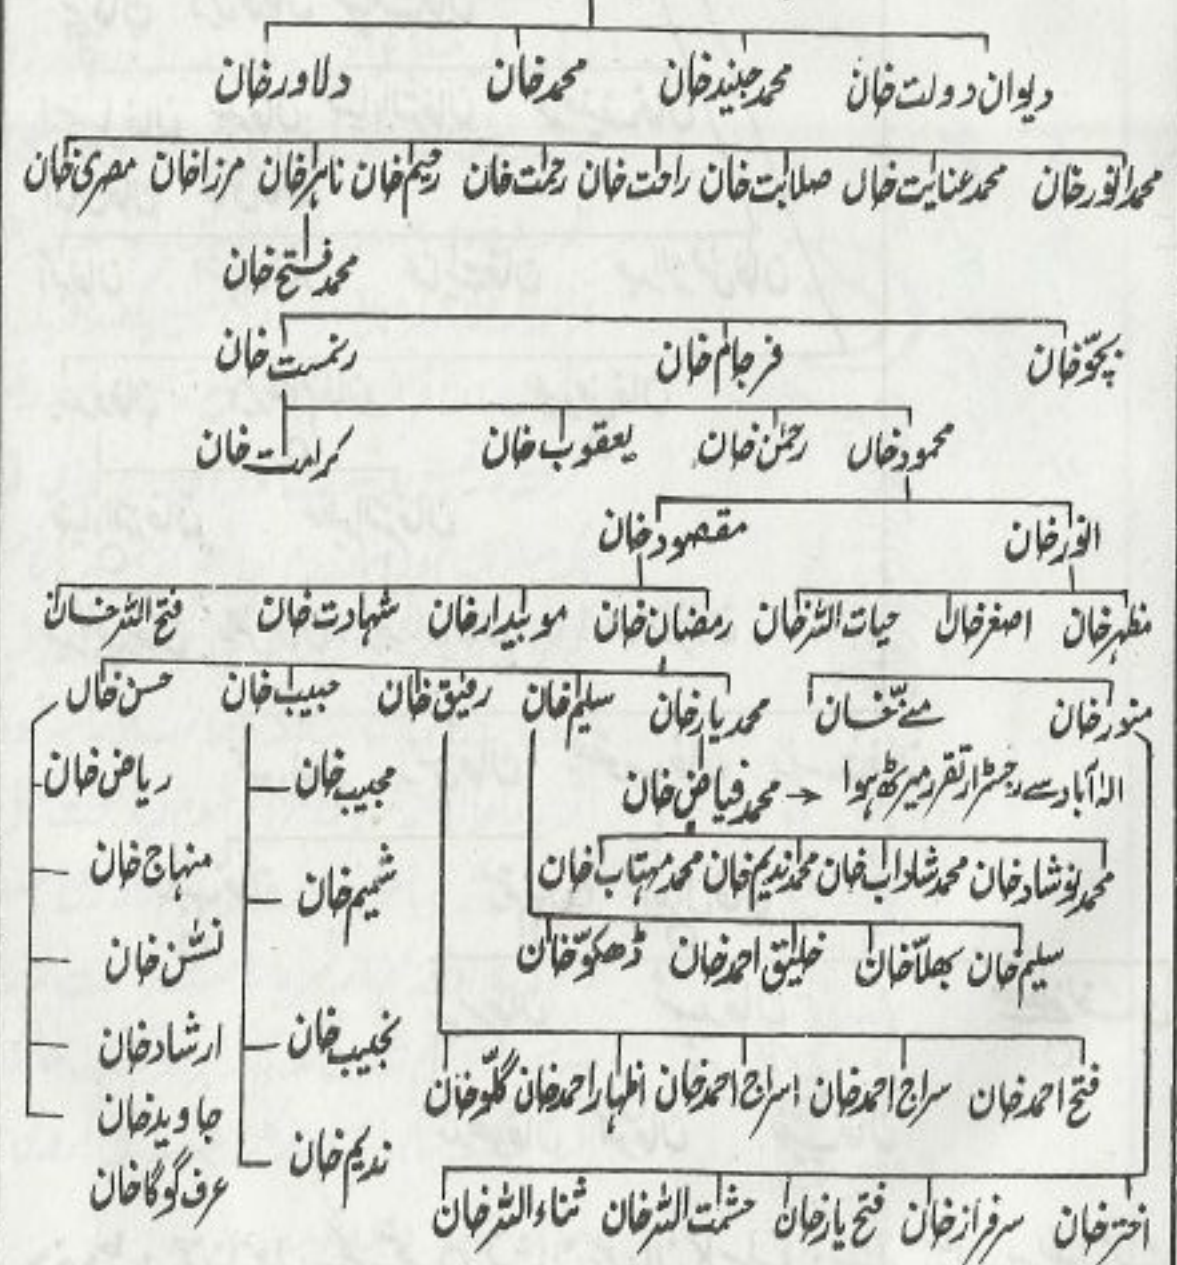 دیوان دولت خان محمد جنید خان محمد خان دلاور خان
محمد انور خان محمد عنایت خاں صلابت خان راحت خان رحمت خان رحیم خان ناہر خان مرزا خان مصری خان
محمد فتح خان
بچّو خان فرجام خان رنمست خان
محمود خاں رحمٰن خان یعقوب خان کرامت خان
انور خان مقصود خان
مظہر خان اصغر خاں حیات اللہ خان رمضان خان موبیدار خان شہادت خان فتح اللہ خان
منور خان منّے خان محمد یار خان سلیم خان رفیق خان حبیب خان حسن خاں
الہٰ آباد سے رجسٹرار تقرر میرٹھ ہوا → محمد فیاض خان مجیب خان ریاض خان
محمد نوشاد خان محمد شاداب خان محمد ندیم خان محمد مہتاب خان شمیم خان منہاج خان
سلیم خان بھلّا خان خلیق احمد خان ڈھکوّ خان خان
نجیب خان ارشاد خان
فتح احمد خان سراج احمد خان اسراج احمد خان اظہار احمد خان گلّو خان جاوید خان
ندیم خان عرف گوگا خان
اختر خان سرفراز خان فتح یار خان حشمت اللہ خان ثناء اللہ خان